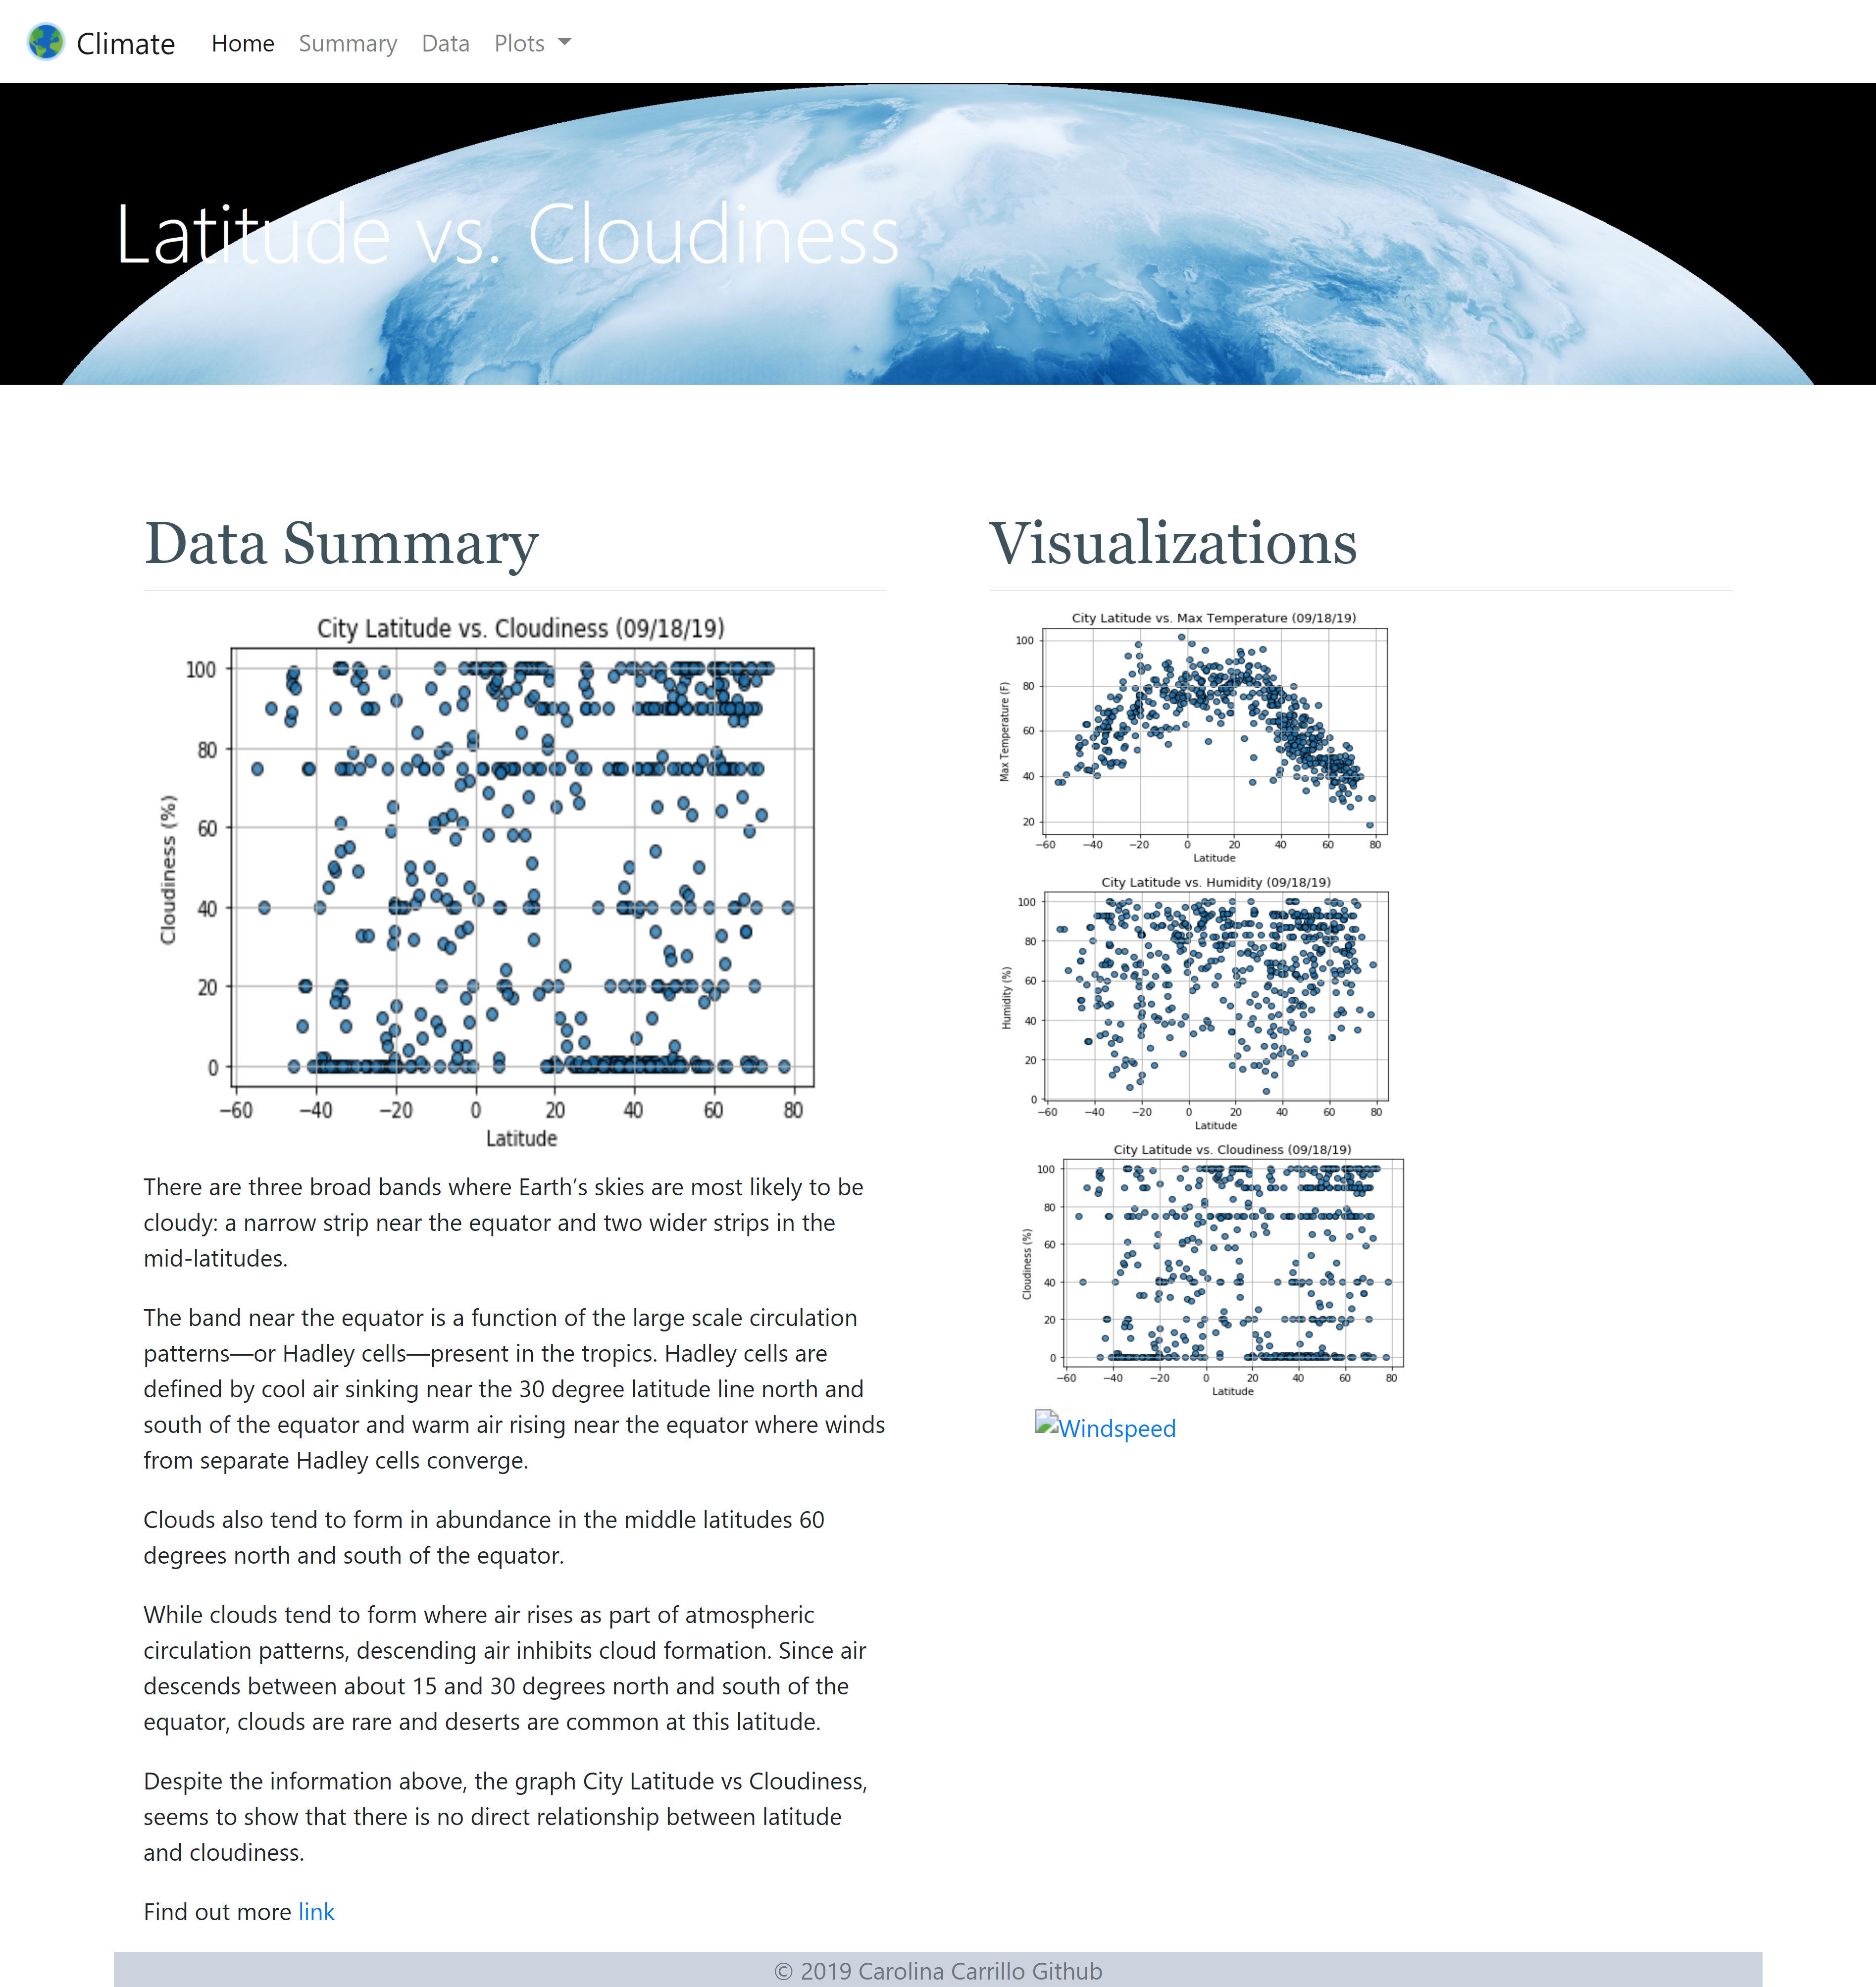 Climate Home Summary Data Plots
Latitude vs. Cloudiness
Data Summary
City Latitude vs. Cloudiness (09/18/19)
Cloudiness (%)
100
80
60
40
20
0
−60 −40 −20 0 20 40 60 80
Latitude
There are three broad bands where Earth’s skies are most likely to be
cloudy: a narrow strip near the equator and two wider strips in the
mid-latitudes.
The band near the equator is a function of the large scale circulation
patterns—or Hadley cells—present in the tropics. Hadley cells are
defined by cool air sinking near the 30 degree latitude line north and
south of the equator and warm air rising near the equator where winds
from separate Hadley cells converge.
Clouds also tend to form in abundance in the middle latitudes 60
degrees north and south of the equator.
While clouds tend to form where air rises as part of atmospheric
circulation patterns, descending air inhibits cloud formation. Since air
descends between about 15 and 30 degrees north and south of the
equator, clouds are rare and deserts are common at this latitude.
Despite the information above, the graph City Latitude vs Cloudiness,
seems to show that there is no direct relationship between latitude
and cloudiness.
Find out more link
Visualizations
City Latitude vs. Max Temperature (09/18/19)
Max Temperature (F)
100
80
60
40
20
−60 −40 −20 0 20 40 60 80
Latitude
City Latitude vs. Humidity (09/18/19)
Humidity (%)
100
80
60
40
20
0
−60 −40 −20 0 20 40 60 80
Latitude
City Latitude vs. Cloudiness (09/18/19)
Cloudiness (%)
100
80
60
40
20
0
−60 −40 −20 0 20 40 60 80
Latitude
Windspeed
© 2019 Carolina Carrillo Github